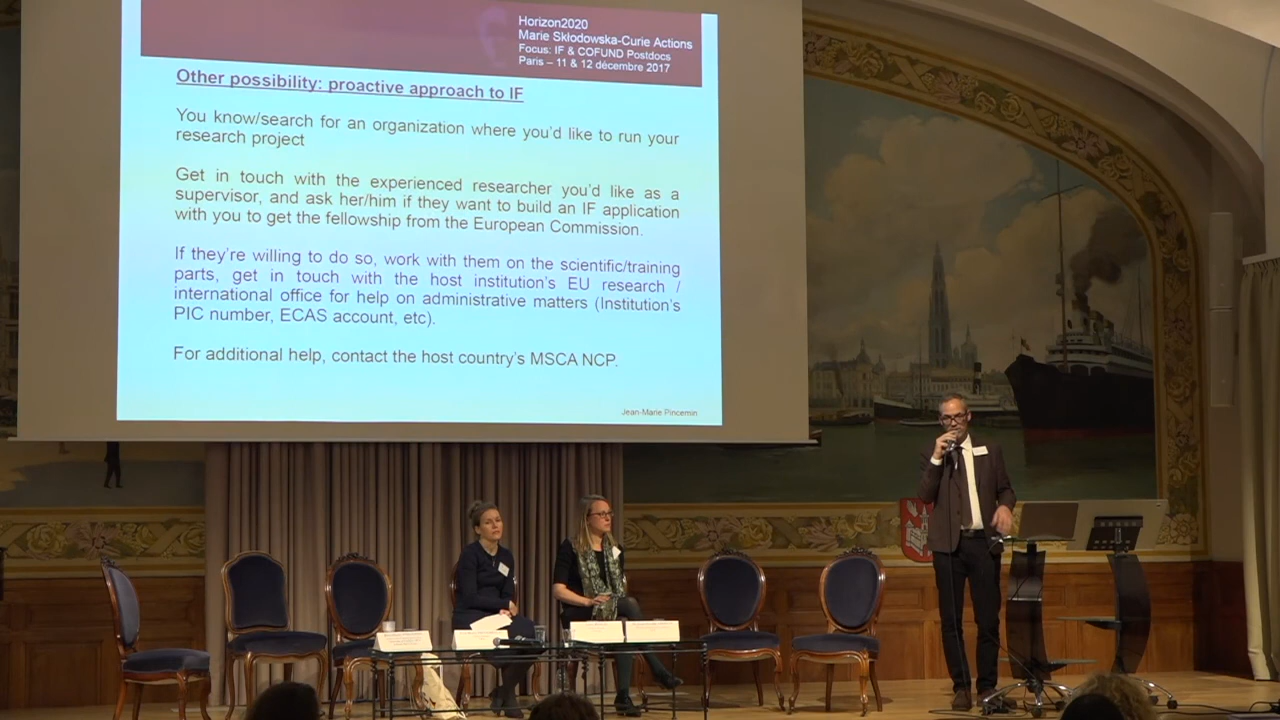 Horizon2020
Marie Skłodowska-Curie Actions
Focus: IF & COFUND Postdocs
Paris – 11 & 12 décembre 2017
Other possibility: proactive approach to IF
You know/search for an organization where you'd like to run your
research project
Get in touch with the experienced researcher you'd like as a
supervisor, and ask her/him if they want to build an IF application
with you to get the fellowship from the European Commission.
If they're willing to do so, work with them on the scientific/training
parts, get in touch with the host institution's EU research /
international office for help on administrative matters (Institution's
PIC number, ECAS account, etc).
For additional help, contact the host country's MSCA NCP.
Jean-Marie Pincemin